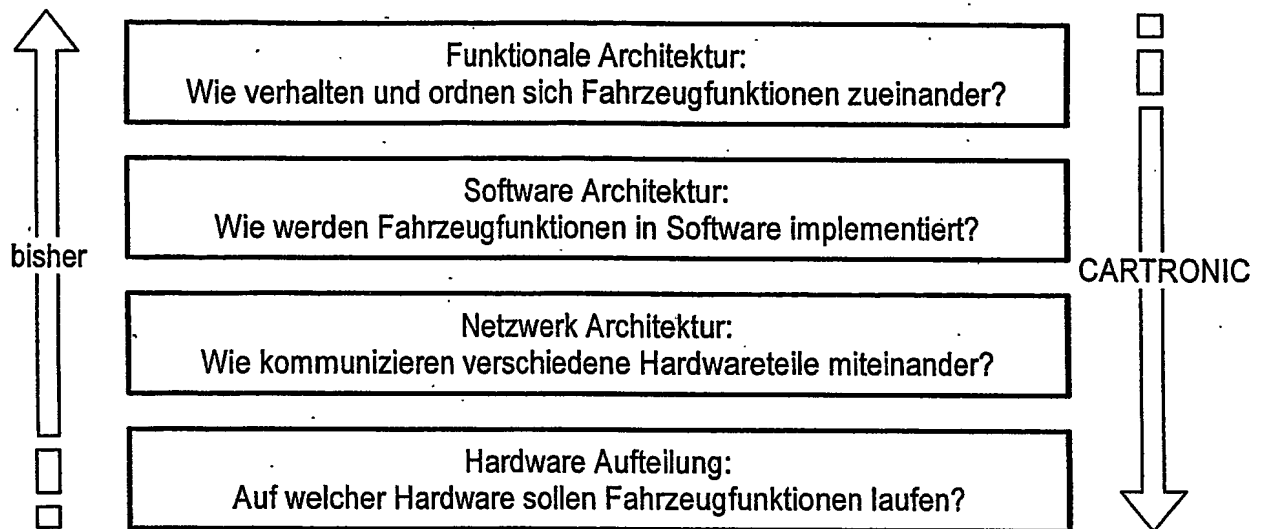 Funktionale Architektur:
Wie verhalten und ordnen sich Fahrzeugfunktionen zueinander?
Software Architektur:
Wie werden Fahrzeugfunktionen in Software implementiert?
bisher
CARTRONIC
Netzwerk Architektur:
Wie kommunizieren verschiedene Hardwareteile miteinander?
Hardware Aufteilung:
Auf welcher Hardware sollen Fahrzeugfunktionen laufen?